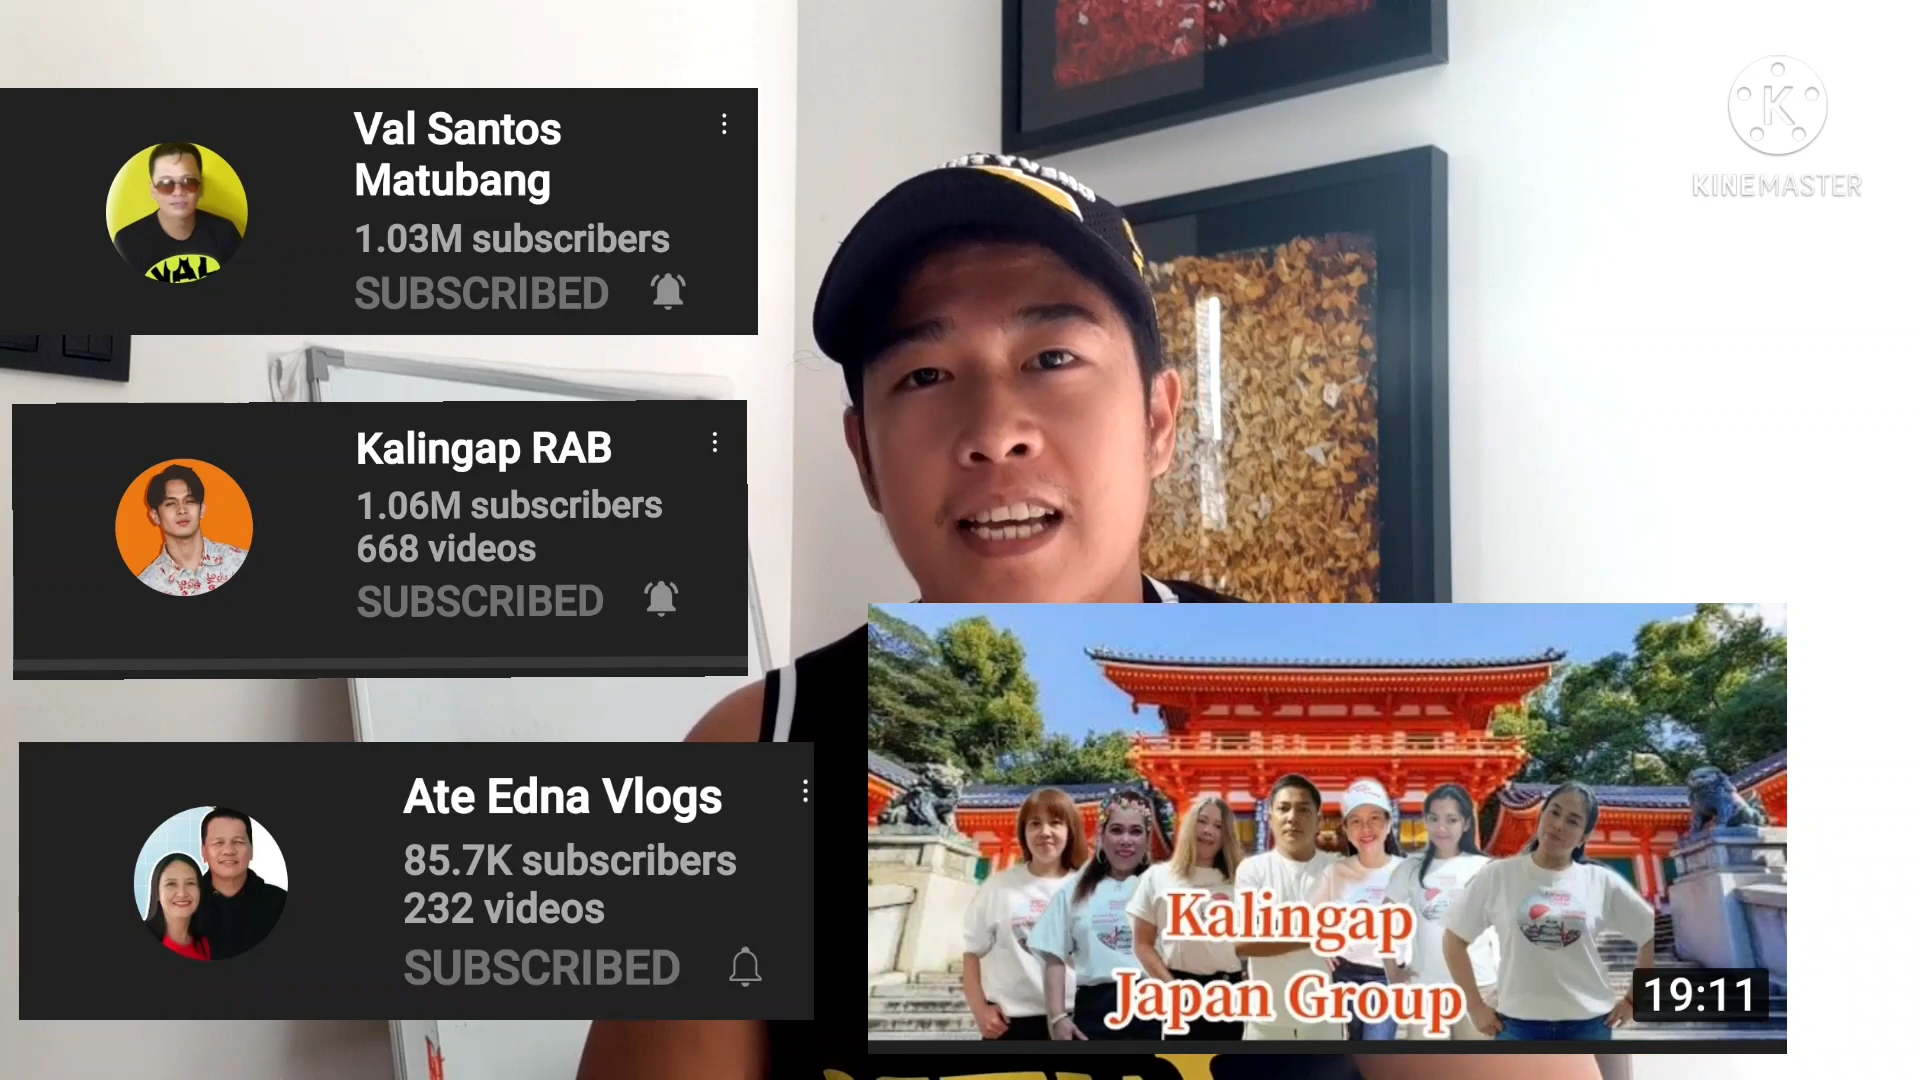 Val Santos
Matubang
1.03M subscribers
SUBSCRIBED
Kalingap RAB
1.06M subscribers
668 videos
SUBSCRIBED
Ate Edna Vlogs
85.7K subscribers
232 videos
SUBSCRIBED
K
KINEMASTER
VAL
Kalingap
Japan Group
19:11